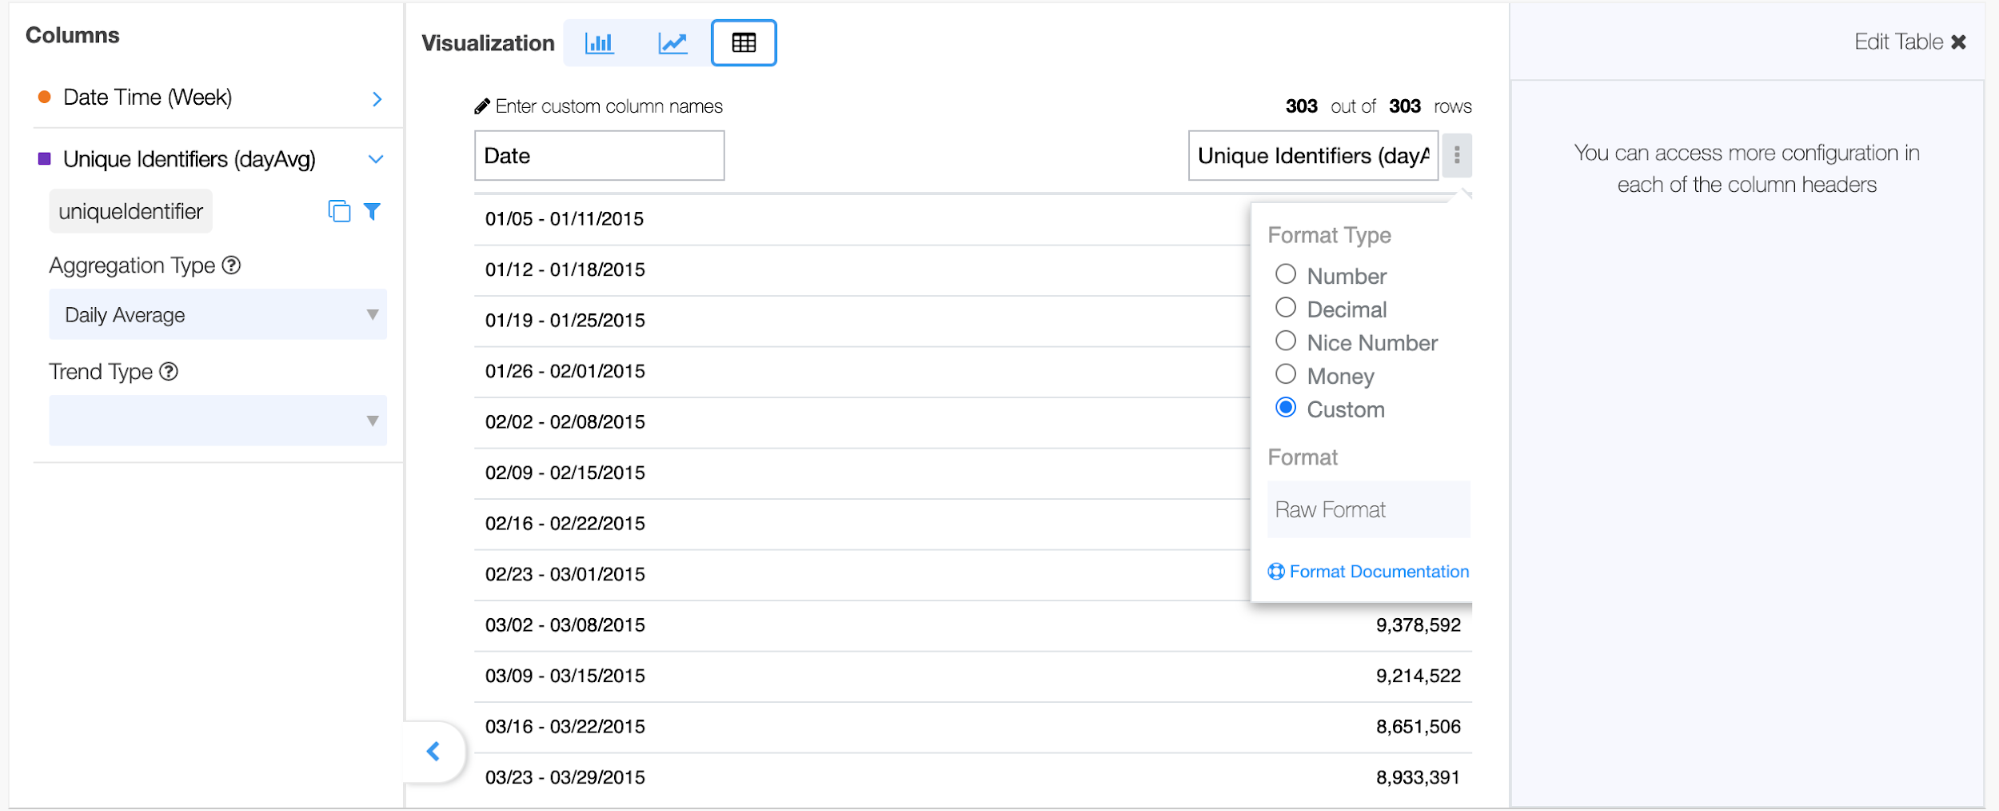 Columns
Date Time (Week)
Unique Identifiers (dayAvg)
uniqueIdentifier
Aggregation Type ?
Daily Average
Trend Type ?
Visualization
Enter custom column names
303 out of 303 rows
Date
Unique Identifiers (dayA
01/05 - 01/11/2015
01/12 - 01/18/2015
01/19 - 01/25/2015
01/26 - 02/01/2015
02/02 - 02/08/2015
02/09 - 02/15/2015
02/16 - 02/22/2015
02/23 - 03/01/2015
03/02 - 03/08/2015 9,378,592
03/09 - 03/15/2015 9,214,522
03/16 - 03/22/2015 8,651,506
03/23 - 03/29/2015 8,933,391
Format Type
Number
Decimal
Nice Number
Money
Custom
Format
Raw Format
Format Documentation
Edit Table
You can access more configuration in
each of the column headers